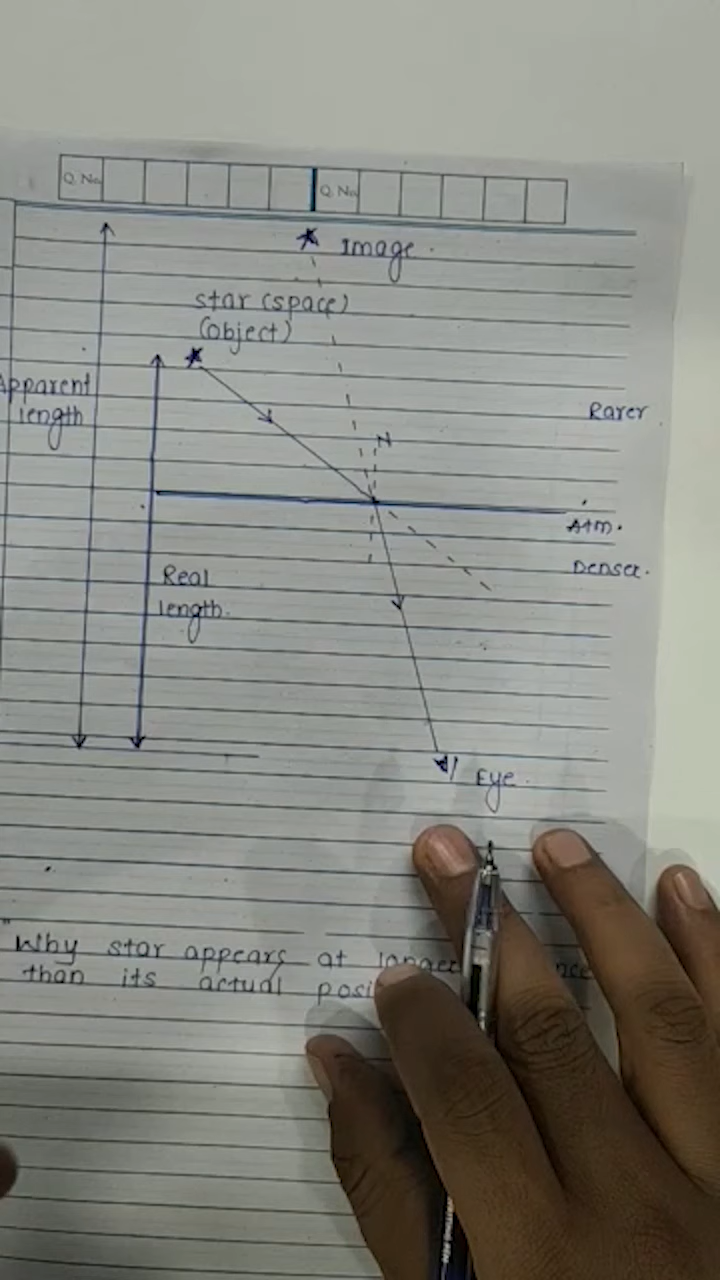 Q. No.
Q. No.
Image.
star (space)
(object)
Apparent
length
Rarer.
N
Atm.
Denser.
Real
length.
Eye.
"Why star appears at
than its actual